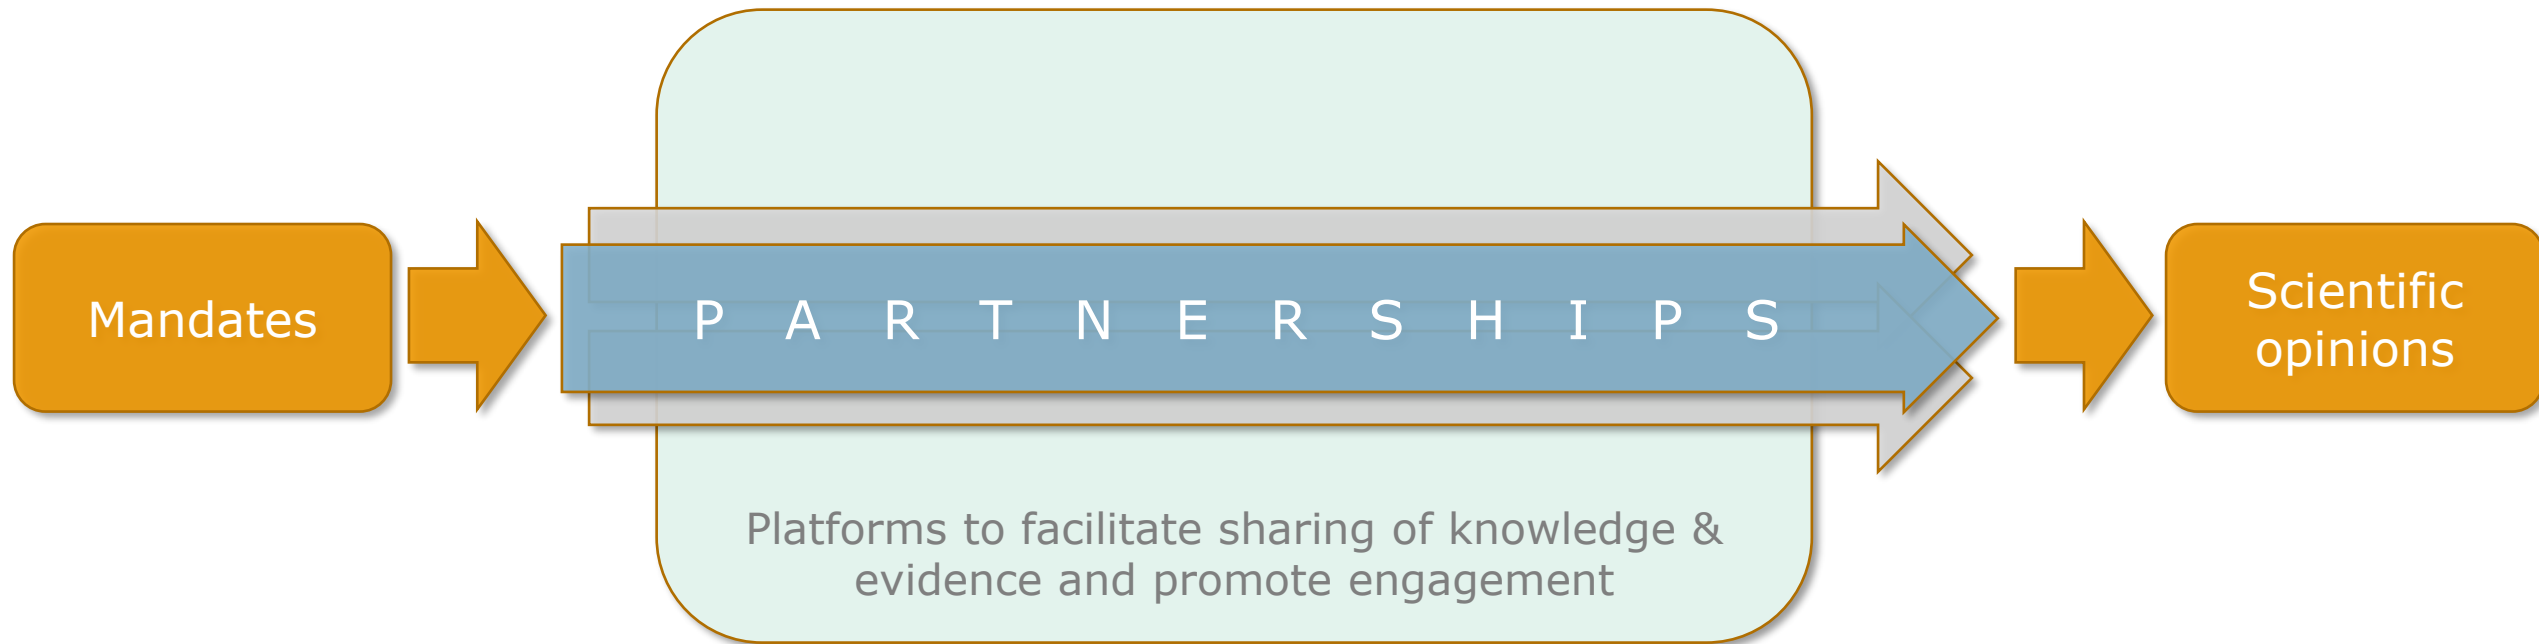 Mandates
P A R T N E R S H I P S
Scientific
opinions
Platforms to facilitate sharing of knowledge &
evidence and promote engagement